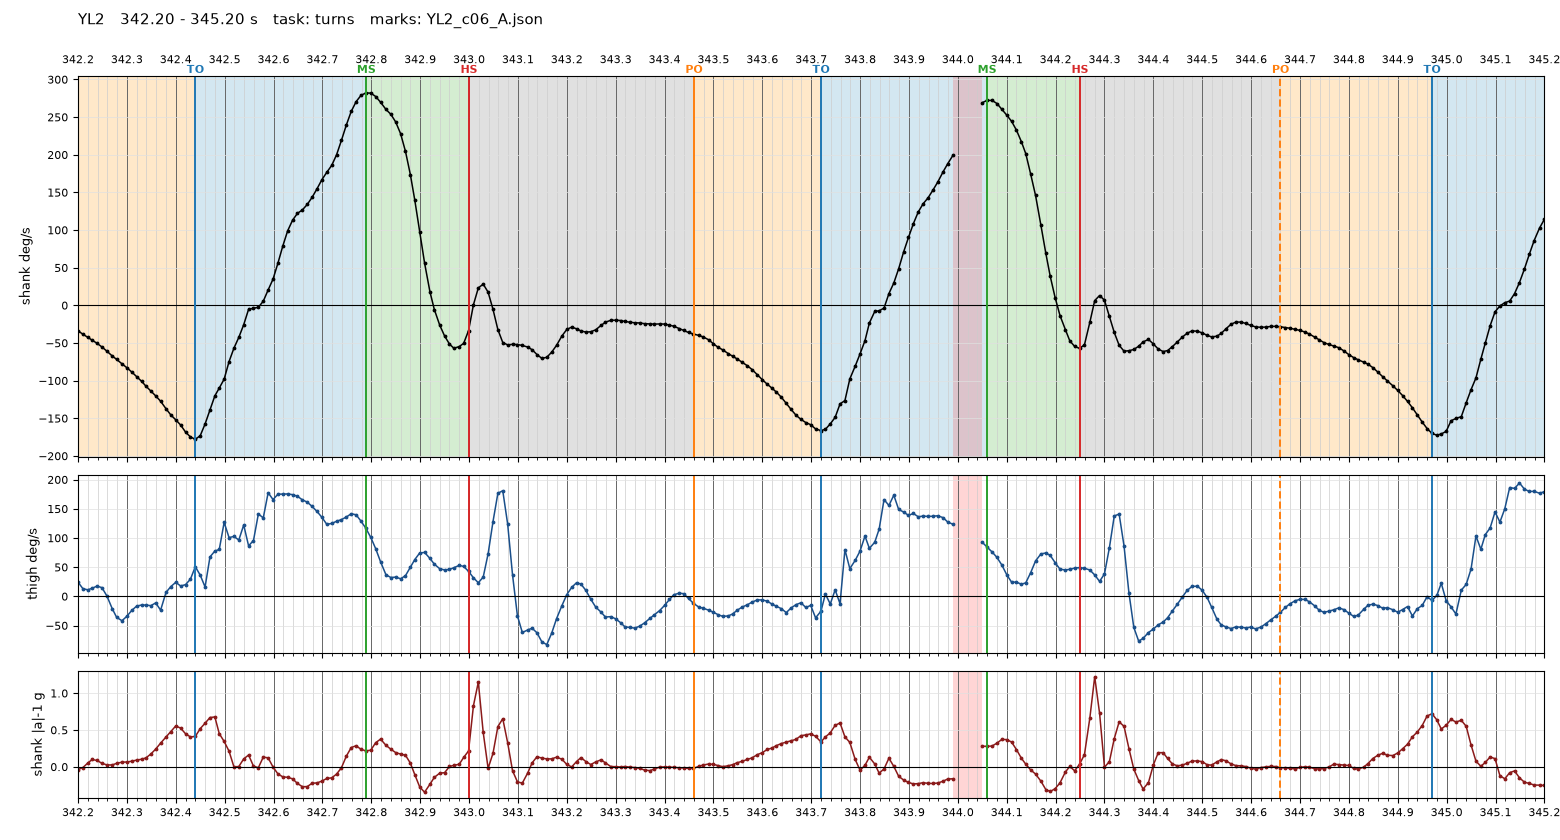 YL2   342.20 - 345.20 s   task: turns   marks: YL2_c06_A.json
342.2 342.3 342.4 342.5 342.6 342.7 342.8 342.9 343.0 343.1 343.2 343.3 343.4 343.5 343.6 343.7 343.8 343.9 344.0 344.1 344.2 344.3 344.4 344.5 344.6 344.7 344.8 344.9 345.0 345.1 345.2
TO MS HS PO TO MS HS PO TO
shank deg/s
300
250
200
150
100
50
0
−50
−100
−150
−200
thigh deg/s
200
150
100
50
0
−50
shank |a|-1 g
1.0
0.5
0.0
342.2 342.3 342.4 342.5 342.6 342.7 342.8 342.9 343.0 343.1 343.2 343.3 343.4 343.5 343.6 343.7 343.8 343.9 344.0 344.1 344.2 344.3 344.4 344.5 344.6 344.7 344.8 344.9 345.0 345.1 345.2